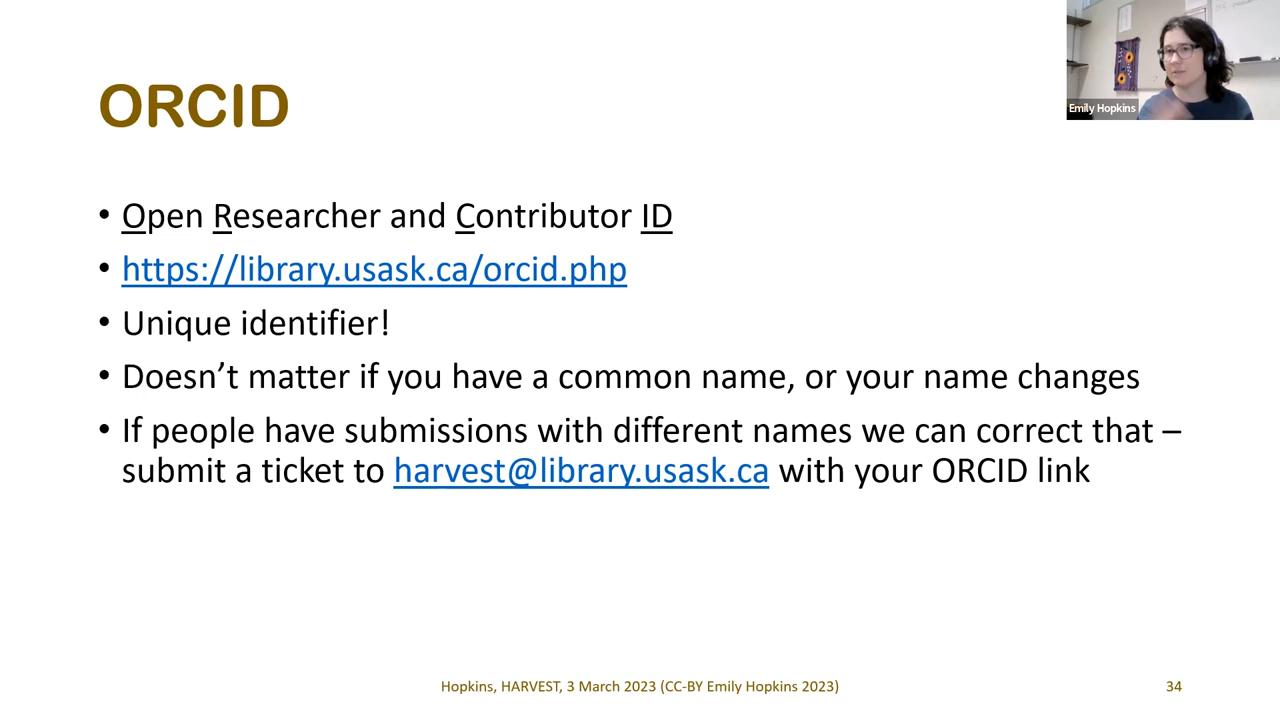 ORCID
Emily Hopkins
• Open Researcher and Contributor ID
• https://library.usask.ca/orcid.php
• Unique identifier!
• Doesn’t matter if you have a common name, or your name changes
• If people have submissions with different names we can correct that –
submit a ticket to harvest@library.usask.ca with your ORCID link
Hopkins, HARVEST, 3 March 2023 (CC-BY Emily Hopkins 2023)
34